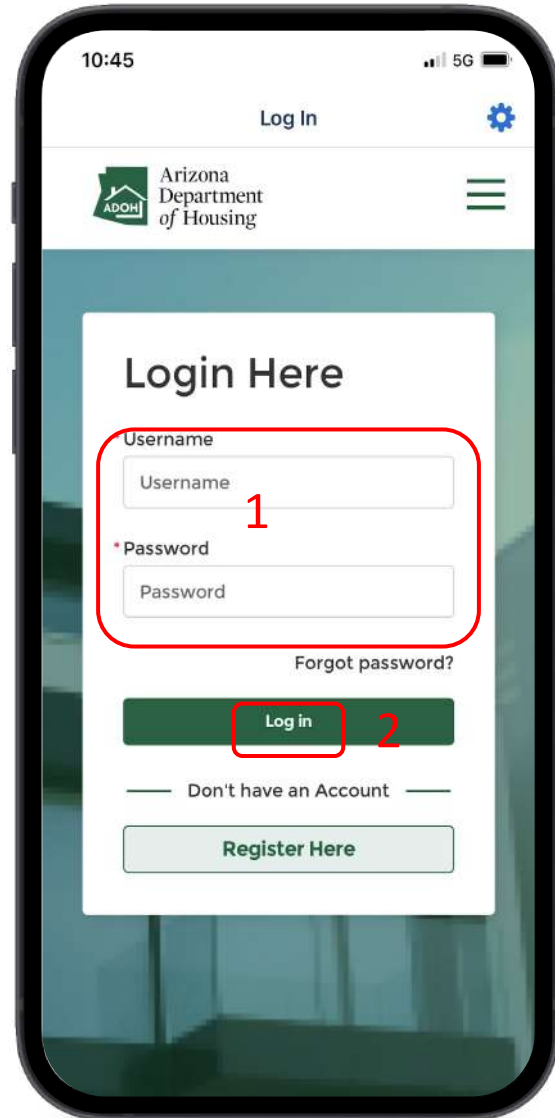 10:45
5G
Log In
ADOH
Arizona
Department
of Housing
Login Here
*Username
Username
1
*Password
Password
Forgot password?
Log in
2
Don't have an Account
Register Here